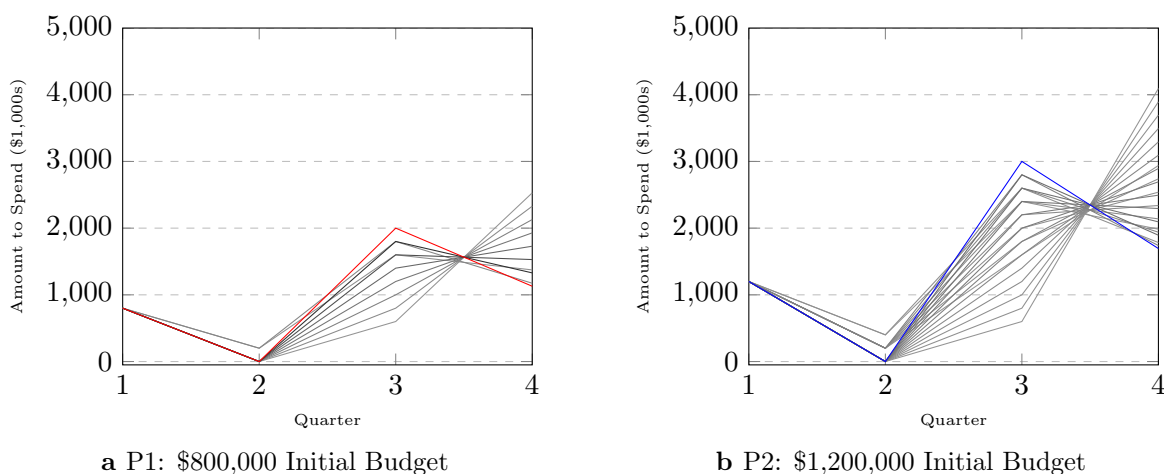 5,000
4,000
3,000
2,000
1,000
0
Amount to Spend ($1,000s)
1 2 3 4
Quarter
a P1: $800,000 Initial Budget
5,000
4,000
3,000
2,000
1,000
0
Amount to Spend ($1,000s)
1 2 3 4
Quarter
b P2: $1,200,000 Initial Budget